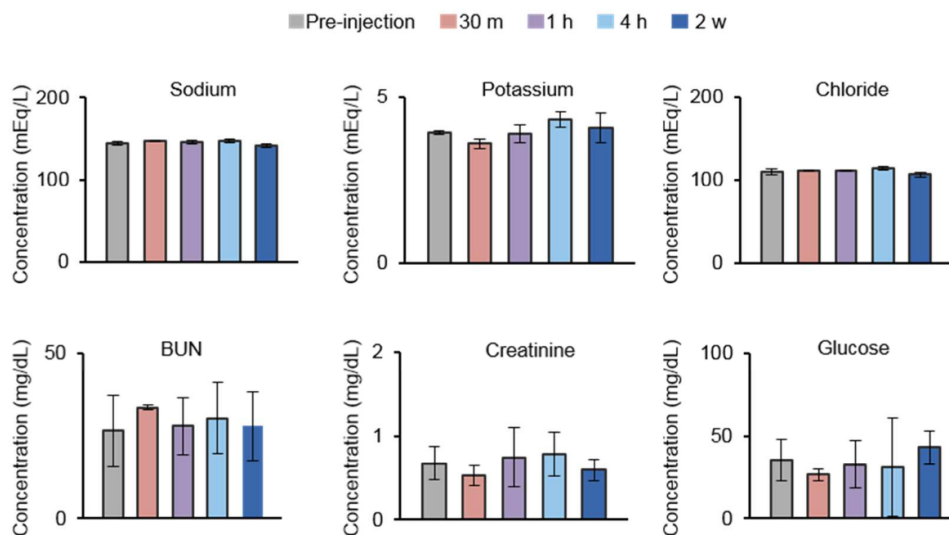 Pre-injection 30 m 1 h 4 h 2 w
Sodium
Concentration (mEq/L)
200
100
0
Potassium
Concentration (mEq/L)
5
0
Chloride
Concentration (mEq/L)
200
100
0
BUN
Concentration (mg/dL)
50
0
Creatinine
Concentration (mg/dL)
2
1
0
Glucose
Concentration (mg/dL)
100
50
0